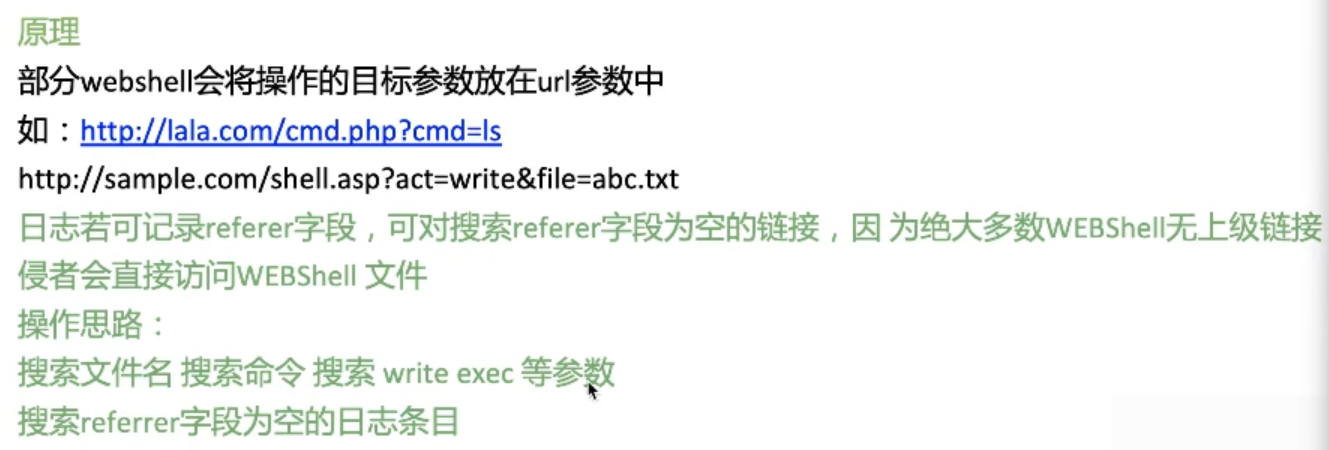 原理
部分webshell会将操作的目标参数放在url参数中
如：http://lala.com/cmd.php?cmd=ls
http://sample.com/shell.asp?act=write&file=abc.txt
日志若可记录referer字段，可对搜索referer字段为空的链接，因 为绝大多数WEBShell无上级链接
侵者会直接访问WEBShell 文件
操作思路：
搜索文件名 搜索命令 搜索 write exec 等参数
搜索referrer字段为空的日志条目